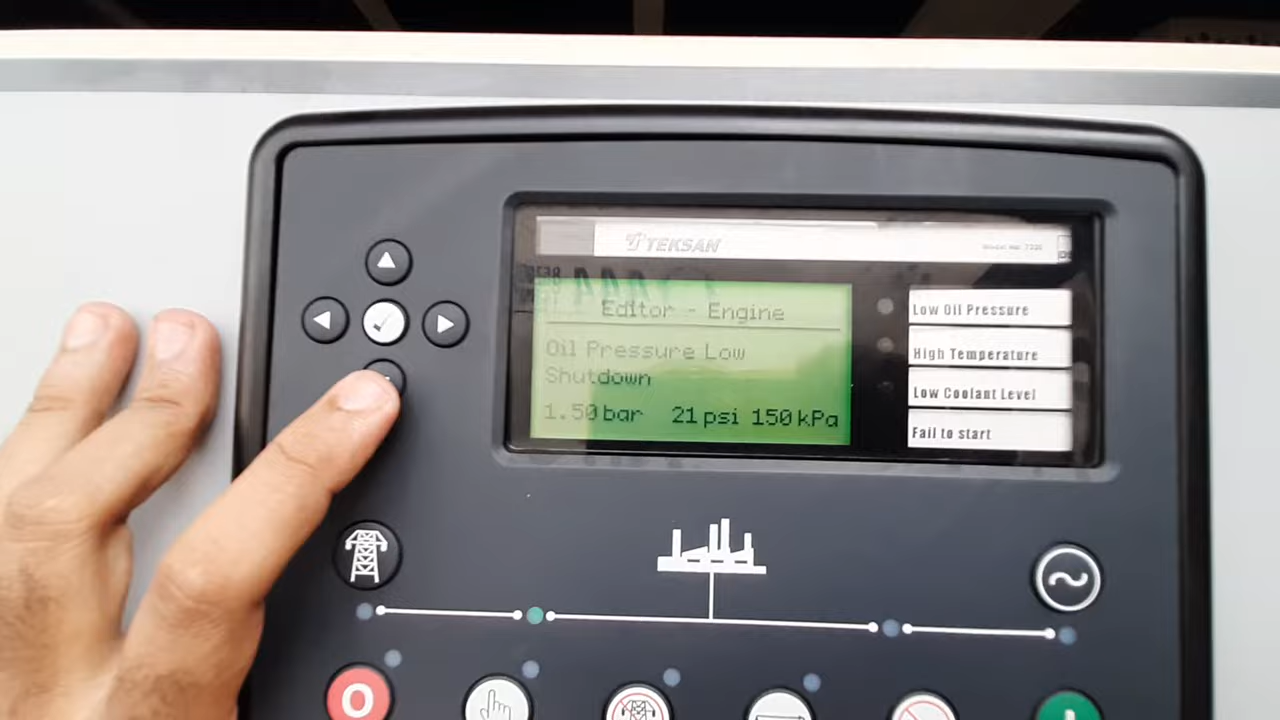 TEKSAN
Editor - Engine
Oil Pressure Low
Shutdown
1.50 bar 21 psi 150 kPa
Low Oil Pressure
High Temperature
Low Coolant Level
Fail to start
O